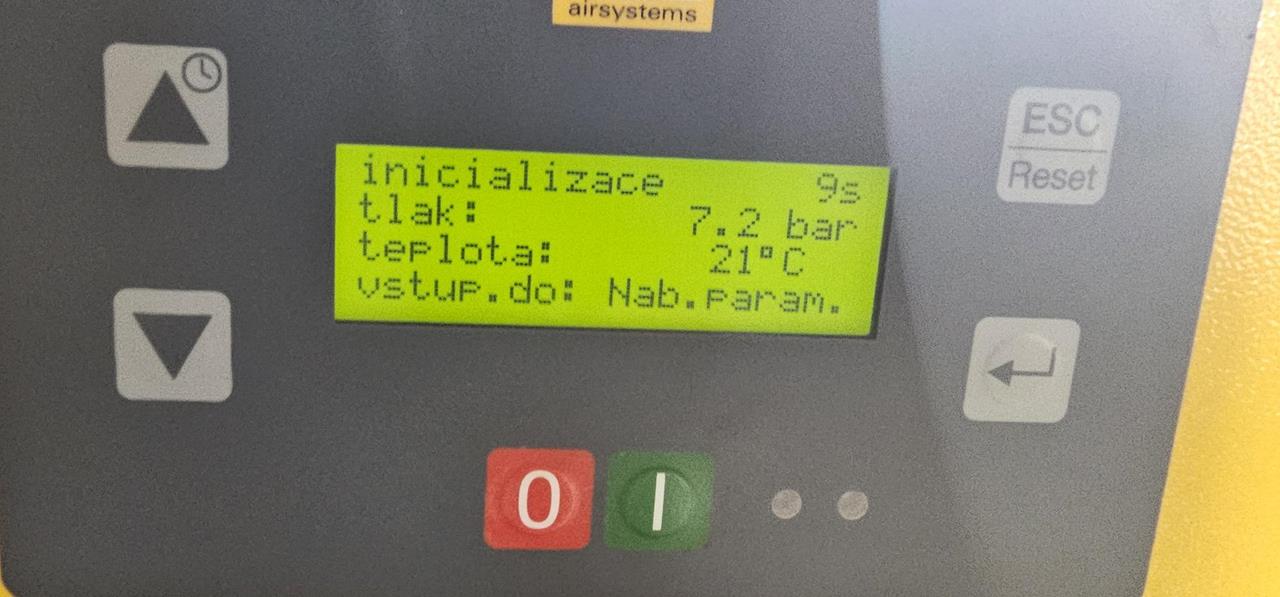 airsystems
ESC
Reset
inicializace 9s
tlak: 7.2 bar
teplota: 21°C
vstup.do: Nab.param.
0 I